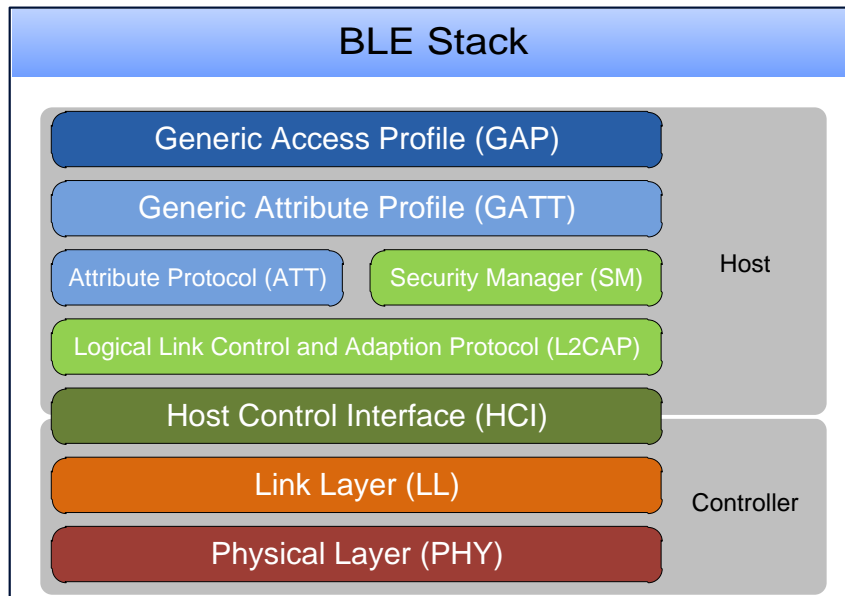 BLE Stack
Generic Access Profile (GAP)
Generic Attribute Profile (GATT)
Attribute Protocol (ATT)
Security Manager (SM)
Host
Logical Link Control and Adaption Protocol (L2CAP)
Host Control Interface (HCI)
Link Layer (LL)
Controller
Physical Layer (PHY)